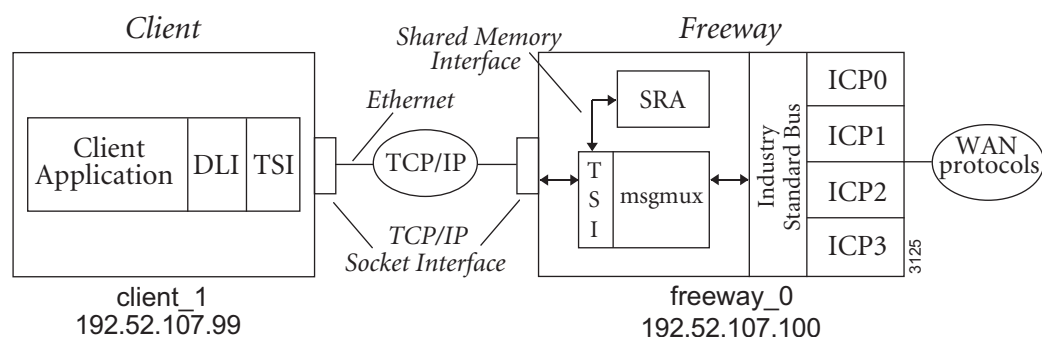 Client
Freeway
Shared Memory
Interface
Ethernet
Client
Application
DLI
TSI
TCP/IP
TCP/IP
Socket Interface
SRA
T
S
I
msgmux
Industry
Standard Bus
ICP0
ICP1
ICP2
ICP3
WAN
protocols
3125
client_1
192.52.107.99
freeway_0
192.52.107.100